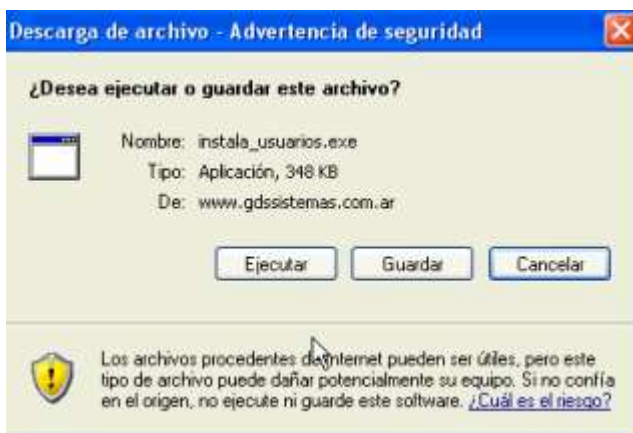 Descarga de archivo - Advertencia de seguridad
¿Desea ejecutar o guardar este archivo?
Nombre: instala_usuarios.exe
Tipo: Aplicación, 348 KB
De: www.gdssistemas.com.ar
Ejecutar Guardar Cancelar
Los archivos procedentes de Internet pueden ser útiles, pero este
tipo de archivo puede dañar potencialmente su equipo. Si no confía
en el origen, no ejecute ni guarde este software. ¿Cuál es el riesgo?